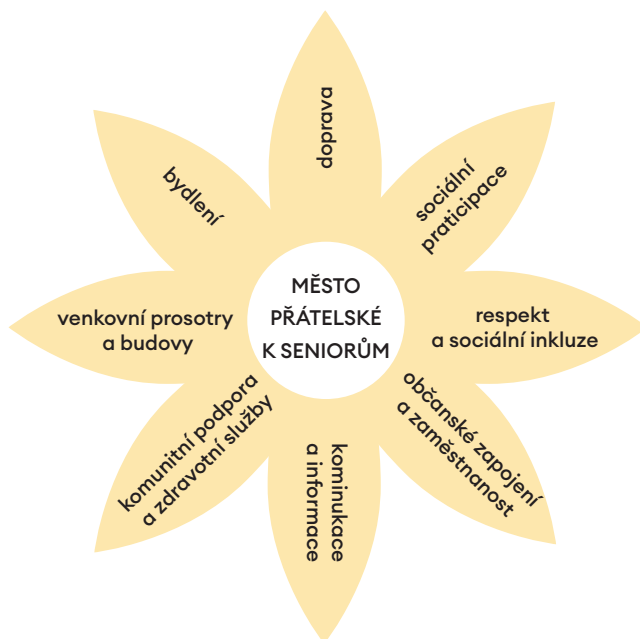 doprava
sociální
praticipace
respekt
a sociální inkluze
občanské zapojení
a zaměstnanost
kominukace
a informace
komunitní podpora
a zdravotní služby
venkovní prosotry
a budovy
bydlení
MĚSTO
PŘÁTELSKÉ
K SENIORŮM